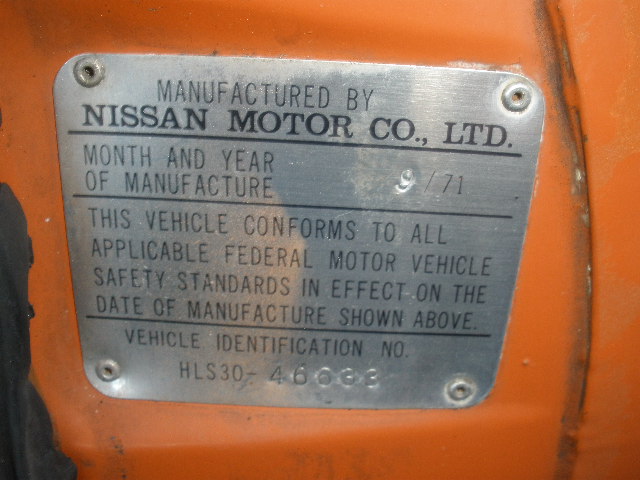 MANUFACTURED BY
NISSAN MOTOR CO., LTD.
MONTH AND YEAR
OF MANUFACTURE 9/71
THIS VEHICLE CONFORMS TO ALL
APPLICABLE FEDERAL MOTOR VEHICLE
SAFETY STANDARDS IN EFFECT ON THE
DATE OF MANUFACTURE SHOWN ABOVE.
VEHICLE IDENTIFICATION NO.
HLS30-46633